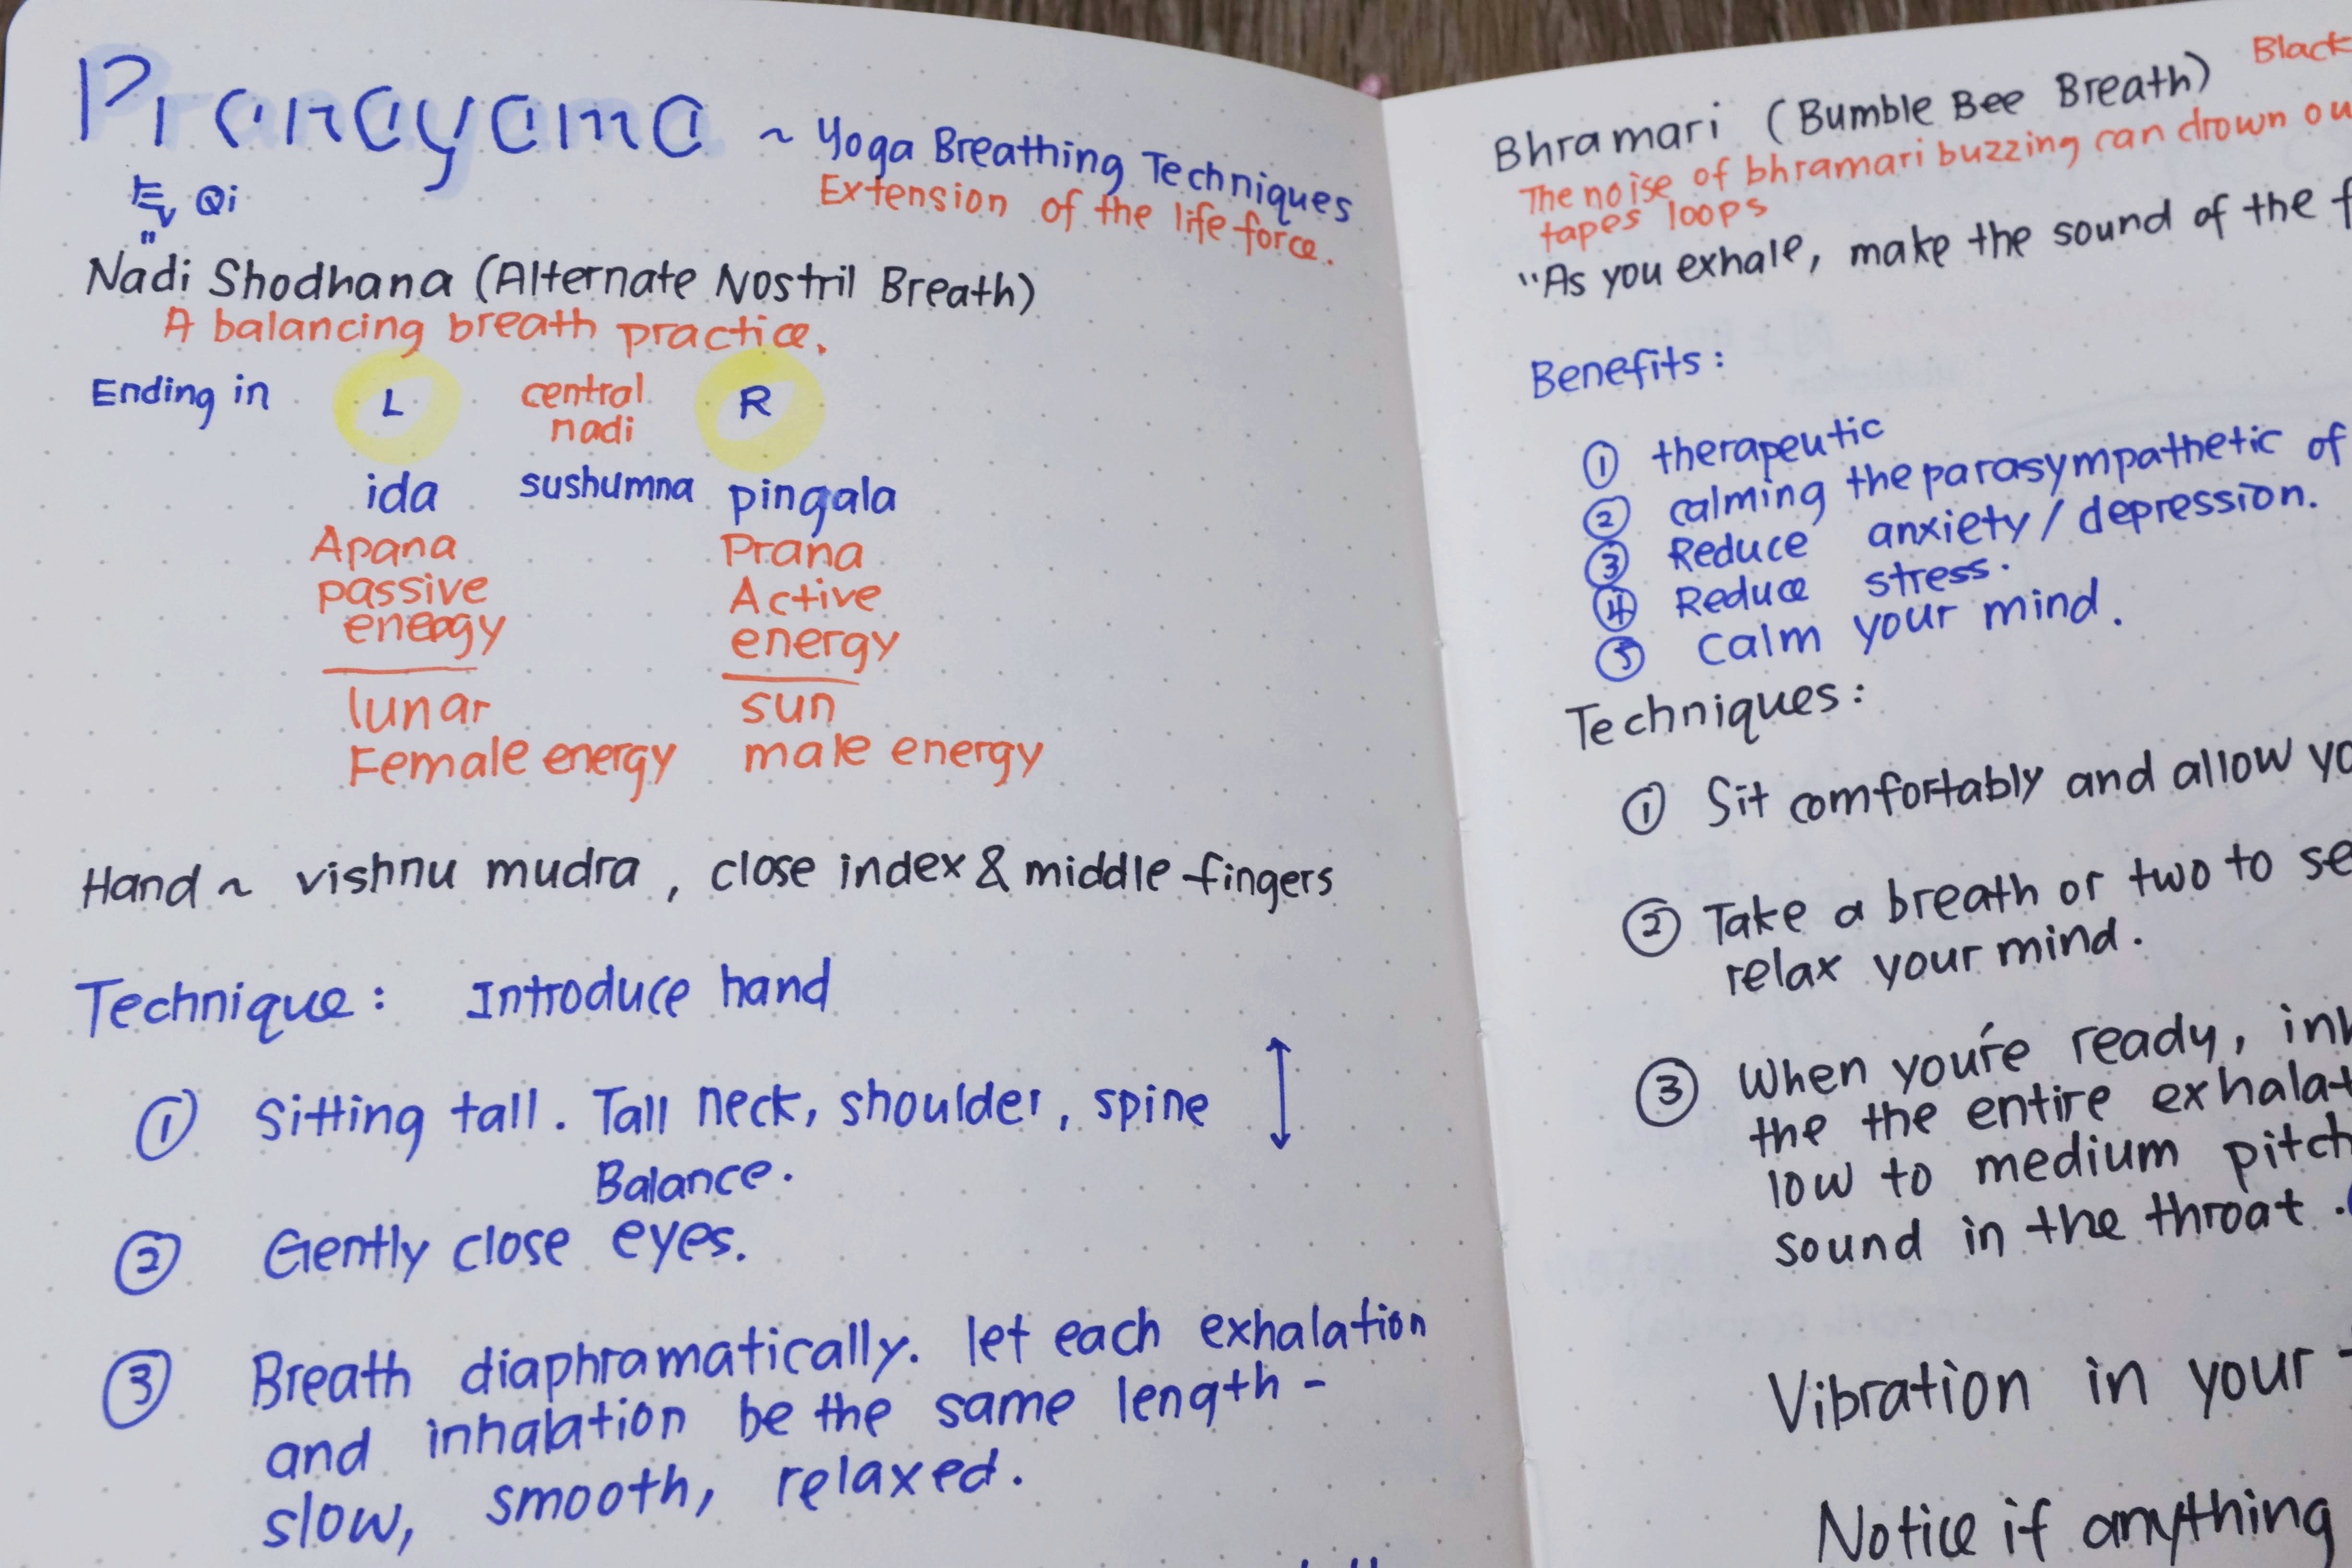 Pranayama ~ Yoga Breathing Techniques
Extension of the life force.
气 Qi
"
Nadi Shodhana (Alternate Nostril Breath)
A balancing breath practice.
Ending in L central nadi R
ida sushumna pingala
Apana Prana
passive Active
energy energy
lunar sun
Female energy male energy
Hand ~ vishnu mudra, close index & middle fingers
Technique: Introduce hand
① Sitting tall. Tall neck, shoulder, spine
Balance.
② Gently close eyes.
③ Breath diaphramatically. let each exhalation
and inhalation be the same length -
slow, smooth, relaxed.
Bhramari (Bumble Bee Breath) Black
The noise of bhramari buzzing can drown ou
tapes loops
"As you exhale, make the sound of the f
Benefits:
① therapeutic
② calming the parasympathetic of
③ Reduce anxiety/depression.
④ Reduce stress.
⑤ Calm your mind.
Techniques:
① Sit comfortably and allow yo
② Take a breath or two to se
relax your mind.
③ When you're ready, inh
the the entire exhalat
low to medium pitch
sound in the throat.
Vibration in your
Notice if anything